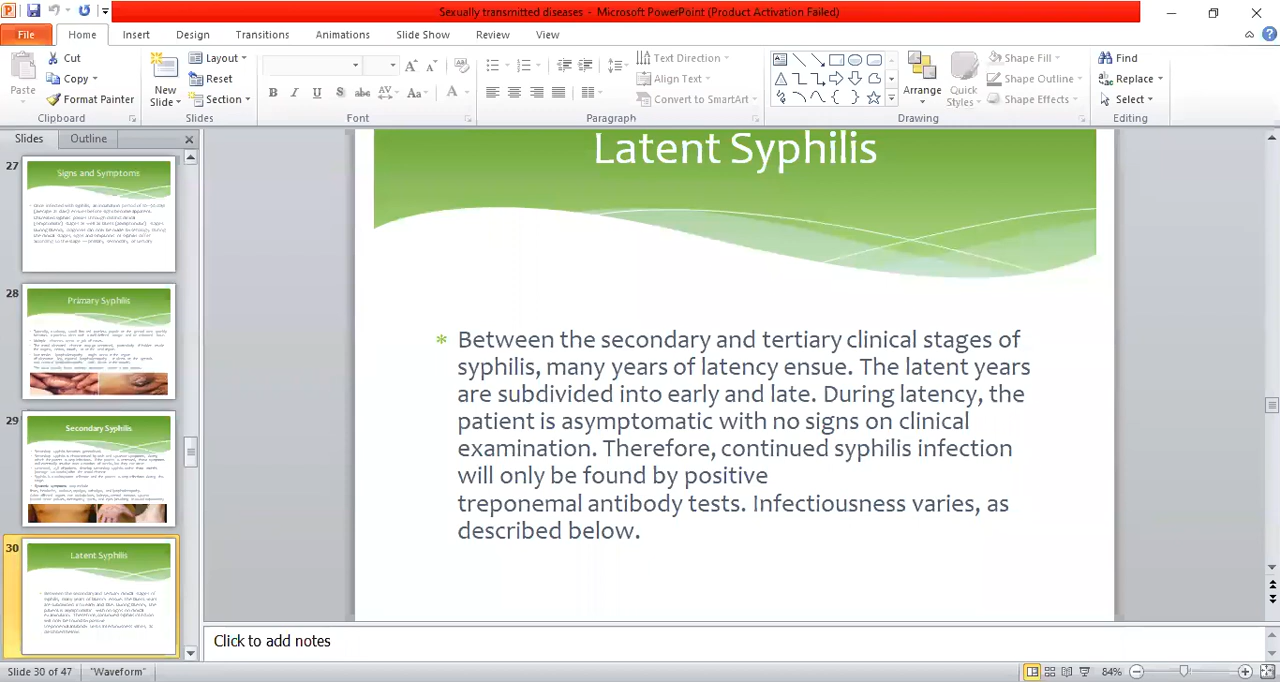 Sexually transmitted diseases - Microsoft PowerPoint (Product Activation Failed)
File Home Insert Design Transitions Animations Slide Show Review View
Cut
Copy
Format Painter
Paste
Clipboard
New
Slide
Layout
Reset
Section
Slides
B I U S abc AV Aa A
Font
Text Direction
Align Text
Convert to SmartArt
Paragraph
Arrange
Quick
Styles
Shape Fill
Shape Outline
Shape Effects
Drawing
Find
Replace
Select
Editing
Slides Outline
27
Signs and Symptoms
28
Primary Syphilis
29
Secondary Syphilis
30
Latent Syphilis
Latent Syphilis
* Between the secondary and tertiary clinical stages of
syphilis, many years of latency ensue. The latent years
are subdivided into early and late. During latency, the
patient is asymptomatic with no signs on clinical
examination. Therefore, continued syphilis infection
will only be found by positive
treponemal antibody tests. Infectiousness varies, as
described below.
Click to add notes
Slide 30 of 47 "Waveform" 84%